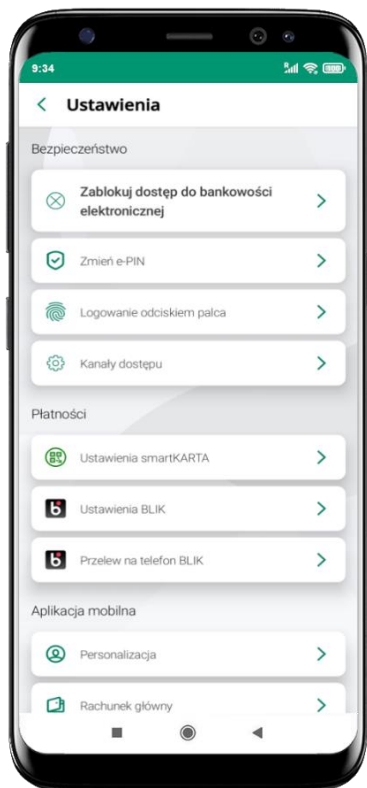 9:34
Ustawienia
Bezpieczeństwo
Zablokuj dostęp do bankowości
elektronicznej
Zmień e-PIN
Logowanie odciskiem palca
Kanały dostępu
Płatności
Ustawienia smartKARTA
Ustawienia BLIK
Przelew na telefon BLIK
Aplikacja mobilna
Personalizacja
Rachunek główny